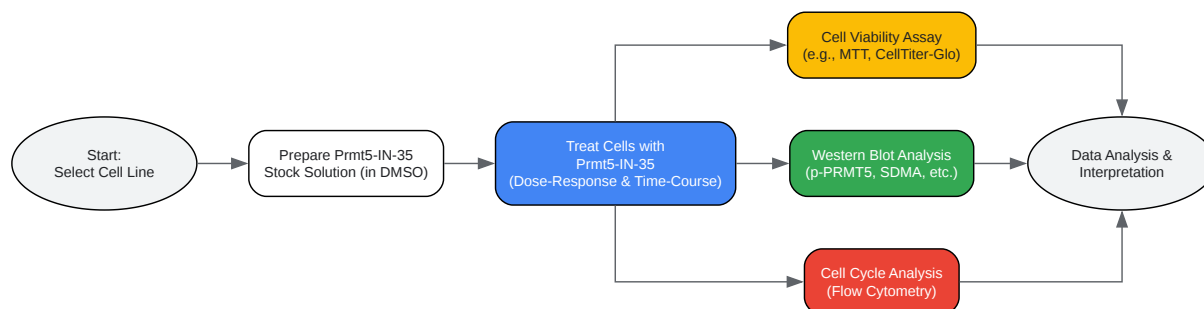 Start:
Select Cell Line
Prepare Prmt5-IN-35
Stock Solution (in DMSO)
Treat Cells with
Prmt5-IN-35
(Dose-Response & Time-Course)
Cell Viability Assay
(e.g., MTT, CellTiter-Glo)
Western Blot Analysis
(p-PRMT5, SDMA, etc.)
Cell Cycle Analysis
(Flow Cytometry)
Data Analysis &
Interpretation